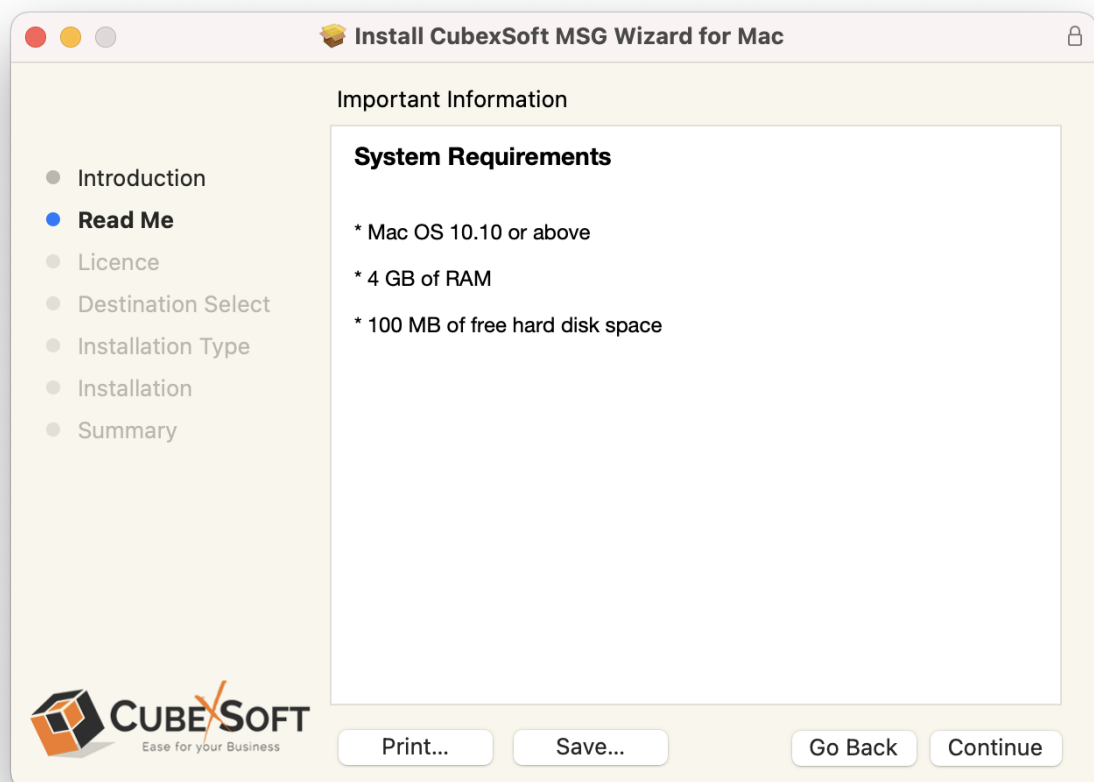 Install CubexSoft MSG Wizard for Mac
Important Information
Introduction
Read Me
Licence
Destination Select
Installation Type
Installation
Summary
System Requirements
* Mac OS 10.10 or above
* 4 GB of RAM
* 100 MB of free hard disk space
CUBEXSOFT
Ease for your Business
Print...
Save...
Go Back
Continue